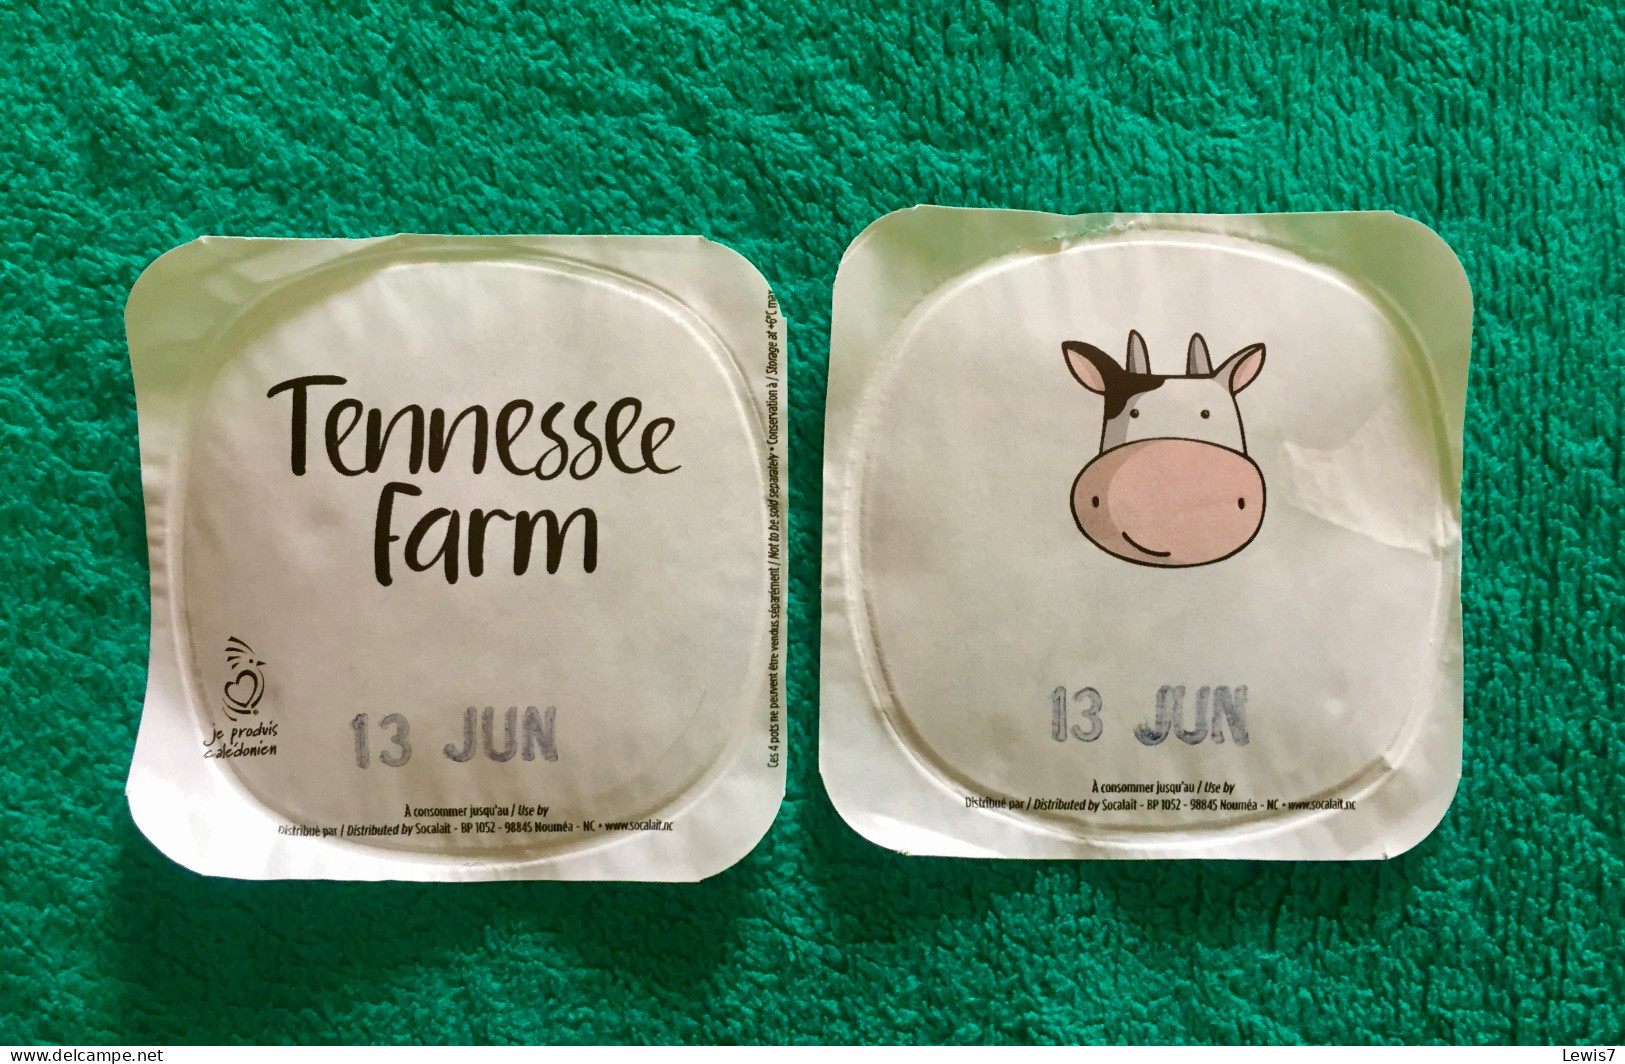 Tennessee
Farm
je produis
calédonien
13 JUN
À consommer jusqu'au / Use by
Distribué par / Distributed by Socalait - BP 1052 - 98845 Nouméa - NC • www.socalait.nc
Ces 4 pots ne peuvent être vendus séparément / Not to be sold separately • Conservation à / Storage at +6°C max
13 JUN
À consommer jusqu'au / Use by
Distribué par / Distributed by Socalait - BP 1052 - 98845 Nouméa - NC • www.socalait.nc
www.delcampe.net
Lewis7